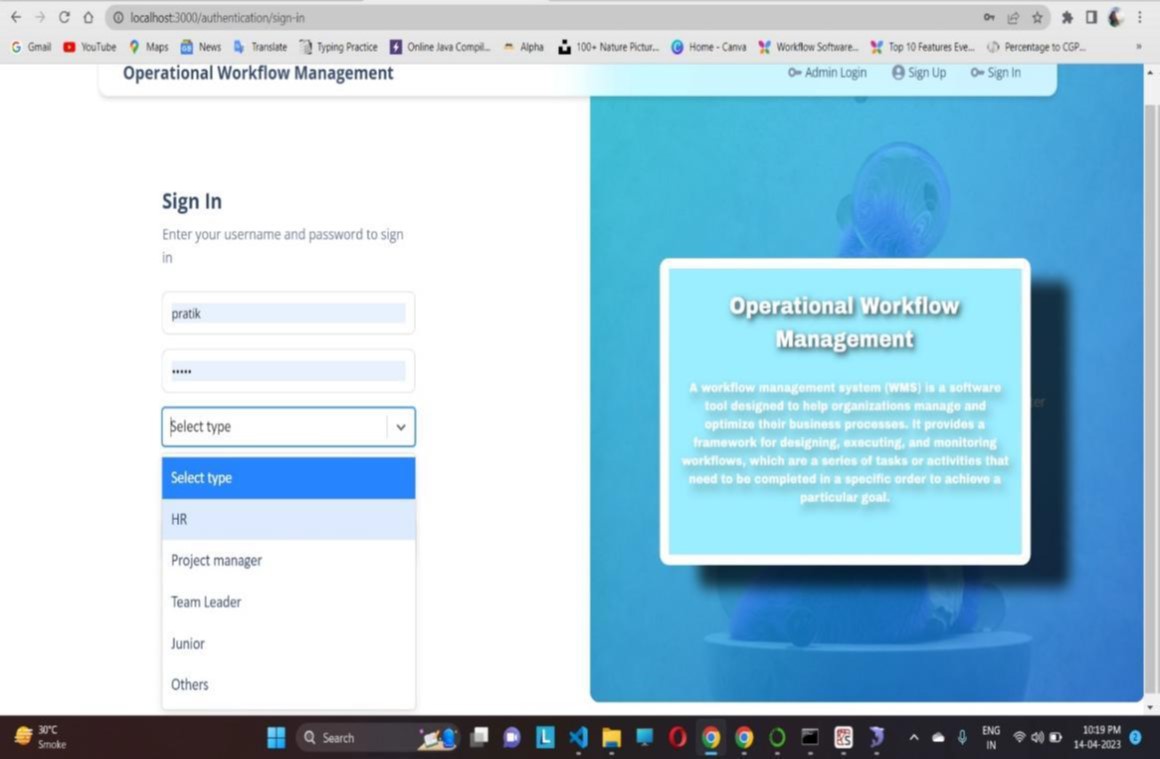 localhost:3000/authentication/sign-in
Gmail YouTube Maps News Translate Typing Practice Online Java Compil... Alpha 100+ Nature Pictur... Home - Canva Workflow Software... Top 10 Features Eve... Percentage to CGP... »
Operational Workflow Management Admin Login Sign Up Sign In
Sign In
Enter your username and password to sign
in
pratik
•••••
Select type
Select type
HR
Project manager
Team Leader
Junior
Others
Operational Workflow
Management
A workflow management system (WMS) is a software
tool designed to help organizations manage and
optimize their business processes. It provides a
framework for designing, executing, and monitoring
workflows, which are a series of tasks or activities that
need to be completed in a specific order to achieve a
particular goal.
30°C
Smoke
Search
ENG
IN
10:19 PM
14-04-2023
2